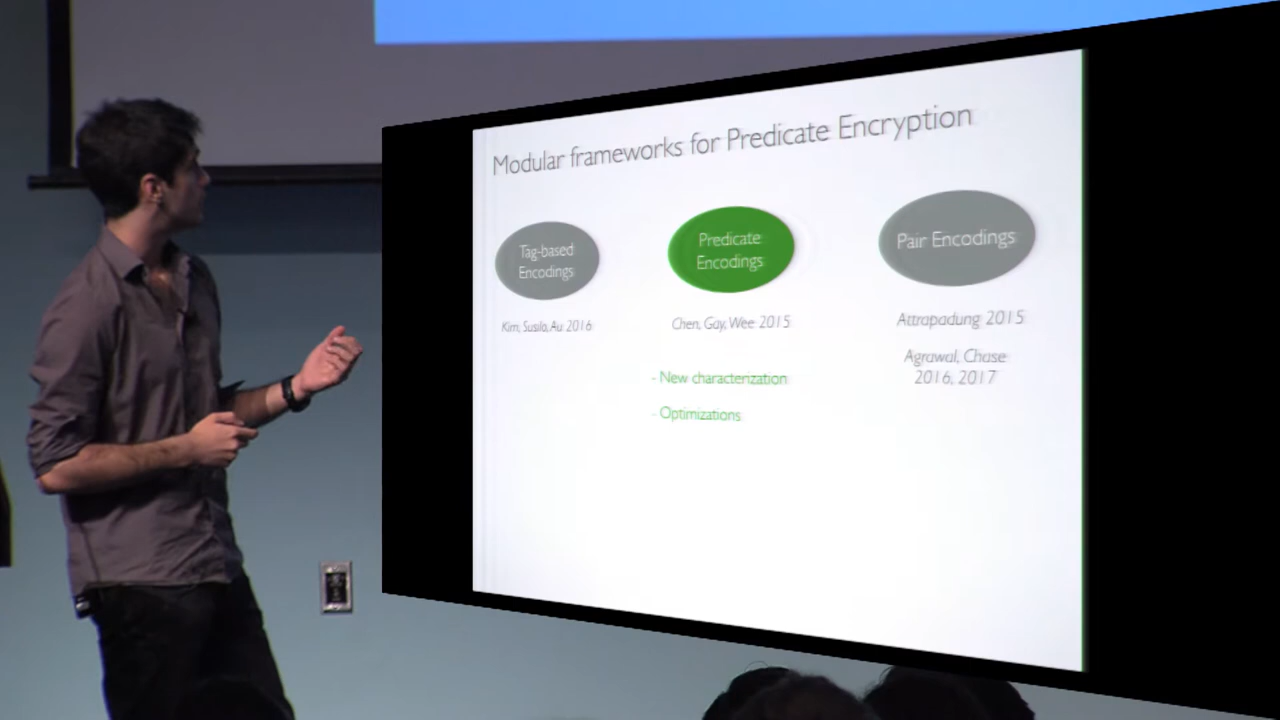 Modular frameworks for Predicate Encryption
Tag-based
Encodings
Predicate
Encodings
Pair Encodings
Kim, Susilo, Au 2016
Chen, Gay, Wee 2015
Attrapadung 2015
Agrawal, Chase
2016, 2017
- New characterization
- Optimizations